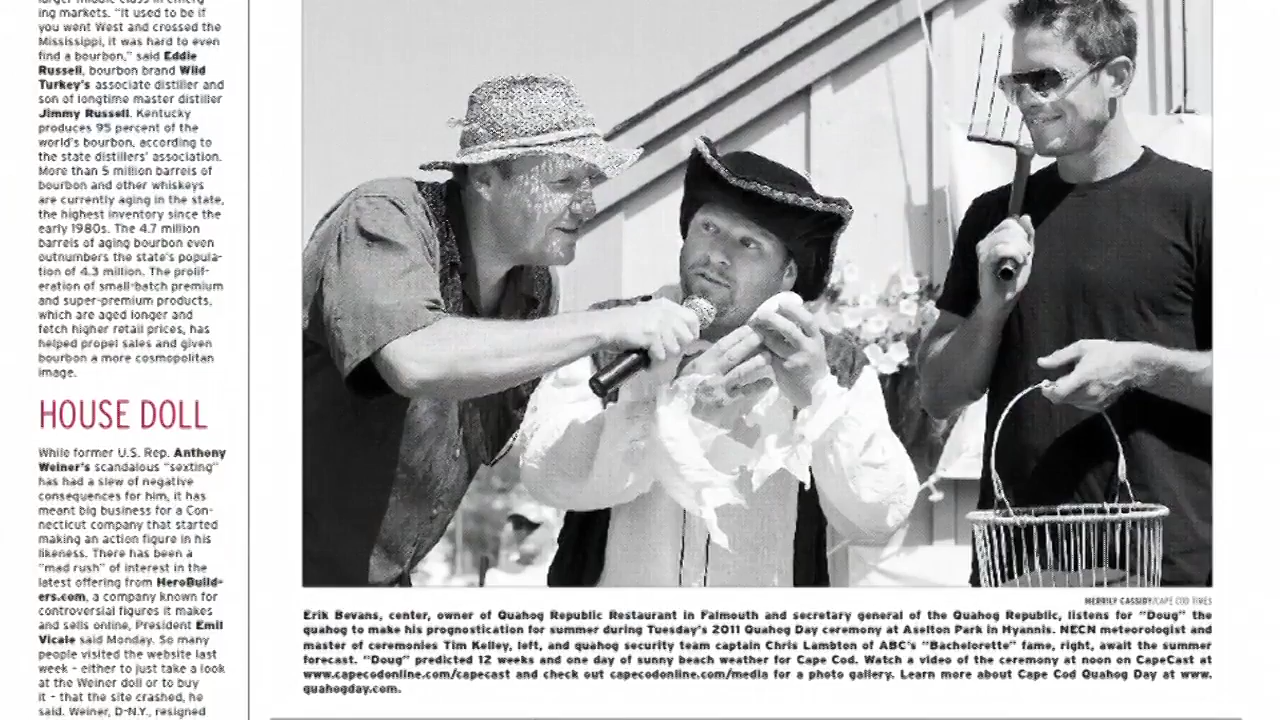 larger middle class in emerg-
ing markets. "It used to be if
you went West and crossed the
Mississippi, it was hard to even
find a bourbon," said Eddie
Russell, bourbon brand Wild
Turkey's associate distiller and
son of longtime master distiller
Jimmy Russell. Kentucky
produces 95 percent of the
world's bourbon, according to
the state distillers' association.
More than 5 million barrels of
bourbon and other whiskeys
are currently aging in the state,
the highest inventory since the
early 1980s. The 4.7 million
barrels of aging bourbon even
outnumbers the state's popula-
tion of 4.3 million. The prolif-
eration of small-batch premium
and super-premium products,
which are aged longer and
fetch higher retail prices, has
helped propel sales and given
bourbon a more cosmopolitan
image.
HOUSE DOLL
While former U.S. Rep. Anthony
Weiner's scandalous "sexting"
has had a slew of negative
consequences for him, it has
meant big business for a Con-
necticut company that started
making an action figure in his
likeness. There has been a
"mad rush" of interest in the
latest offering from HeroBuild-
ers.com, a company known for
controversial figures it makes
and sells online, President Emil
Vicale said Monday. So many
people visited the website last
week - either to just take a look
at the Weiner doll or to buy
it - that the site crashed, he
said. Weiner, D-N.Y., resigned
MERRILY CASSIDY/CAPE COD TIMES
Erik Bevans, center, owner of Quahog Republic Restaurant in Falmouth and secretary general of the Quahog Republic, listens for "Doug" the
quahog to make his prognostication for summer during Tuesday's 2011 Quahog Day ceremony at Aselton Park in Hyannis. NECN meteorologist and
master of ceremonies Tim Kelley, left, and quahog security team captain Chris Lambton of ABC's "Bachelorette" fame, right, await the summer
forecast. "Doug" predicted 12 weeks and one day of sunny beach weather for Cape Cod. Watch a video of the ceremony at noon on CapeCast at
www.capecodonline.com/capecast and check out capecodonline.com/media for a photo gallery. Learn more about Cape Cod Quahog Day at www.
quahogday.com.